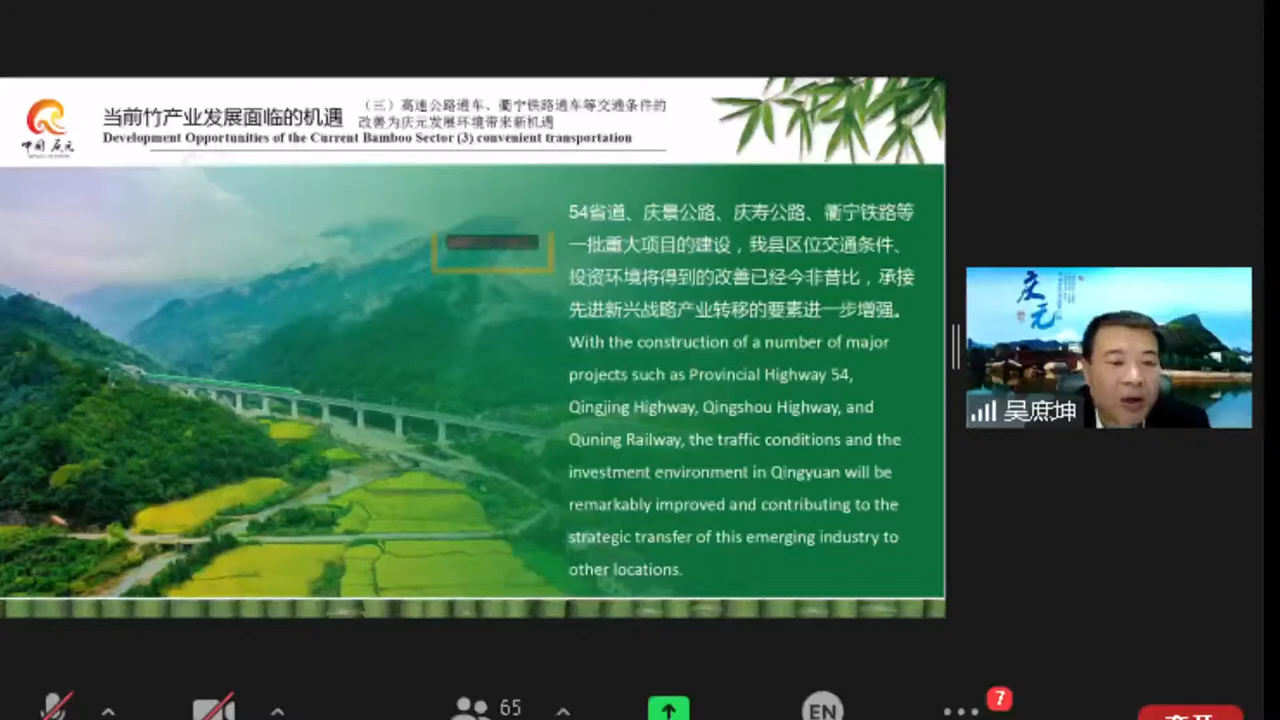 当前竹产业发展面临的机遇
（三）高速公路通车、衢宁铁路通车等交通条件的
改善为庆元发展环境带来新机遇
Development Opportunities of the Current Bamboo Sector (3) convenient transportation
中国 庆元
54省道、庆景公路、庆寿公路、衢宁铁路等
一批重大项目的建设，我县区位交通条件、
投资环境将得到的改善已经今非昔比，承接
先进新兴战略产业转移的要素进一步增强。
With the construction of a number of major
projects such as Provincial Highway 54,
Qingjing Highway, Qingshou Highway, and
Quning Railway, the traffic conditions and the
investment environment in Qingyuan will be
remarkably improved and contributing to the
strategic transfer of this emerging industry to
other locations.
庆元
吴庶坤
65
EN
7
离开